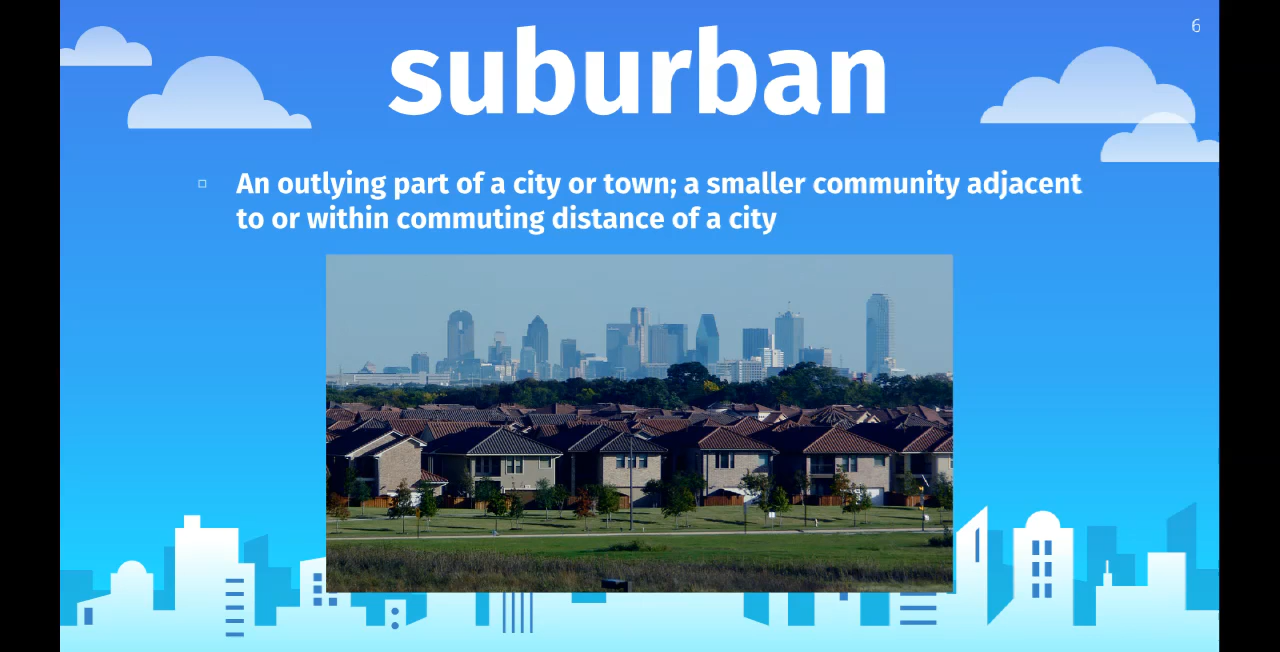 6
suburban
An outlying part of a city or town; a smaller community adjacent
to or within commuting distance of a city